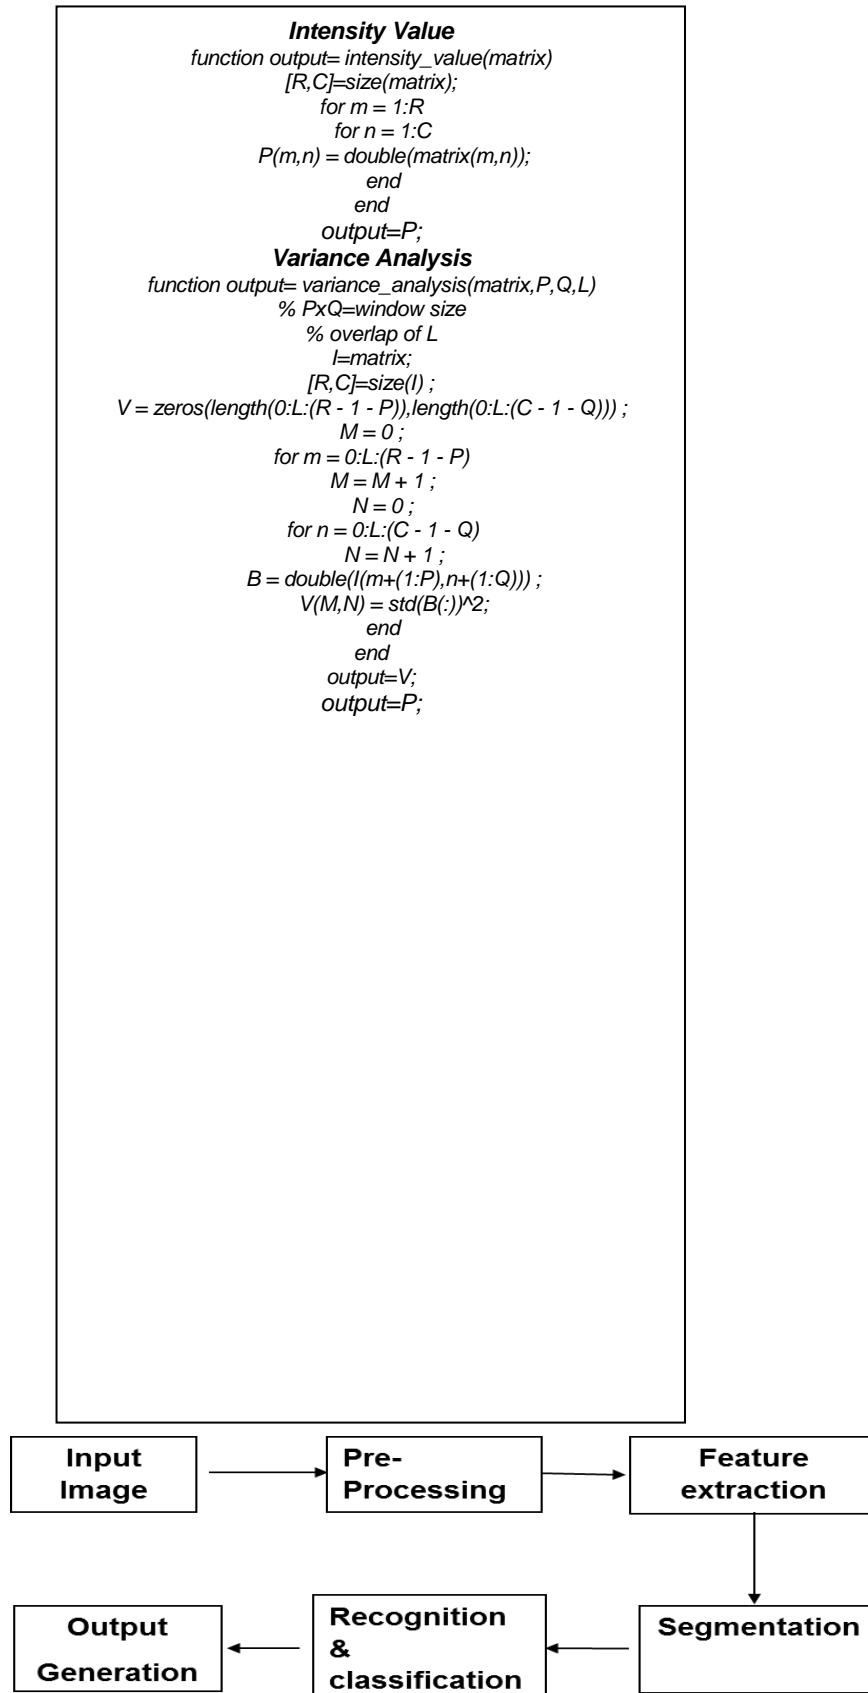 Intensity Value
function output= intensity_value(matrix)
[R,C]=size(matrix);
for m = 1:R
for n = 1:C
P(m,n) = double(matrix(m,n));
end
end
output=P;
Variance Analysis
function output= variance_analysis(matrix,P,Q,L)
% PxQ=window size
% overlap of L
I=matrix;
[R,C]=size(I) ;
V = zeros(length(0:L:(R - 1 - P)),length(0:L:(C - 1 - Q))) ;
M = 0 ;
for m = 0:L:(R - 1 - P)
M = M + 1 ;
N = 0 ;
for n = 0:L:(C - 1 - Q)
N = N + 1 ;
B = double(I(m+(1:P),n+(1:Q))) ;
V(M,N) = std(B(:))^2;
end
end
output=V;
output=P;
Input
Image
Pre-
Processing
Feature
extraction
Segmentation
Recognition
&
classification
Output
Generation